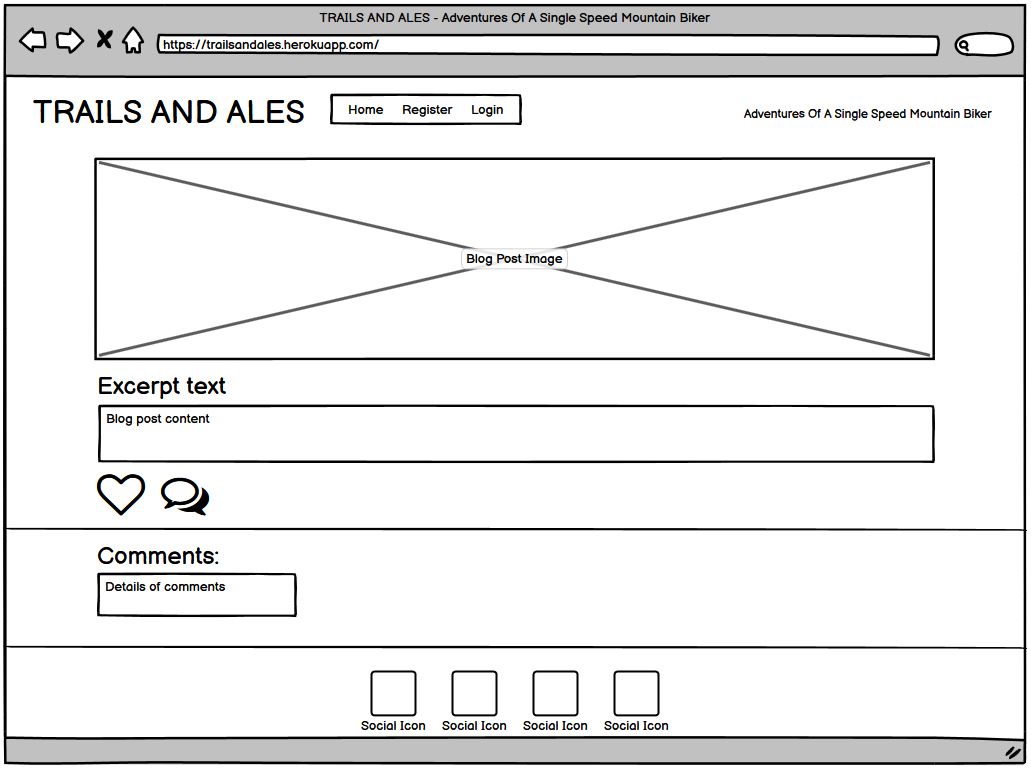 TRAILS AND ALES - Adventures Of A Single Speed Mountain Biker
https://trailsandales.herokuapp.com/
TRAILS AND ALES
Home Register Login
Adventures Of A Single Speed Mountain Biker
Blog Post Image
Excerpt text
Blog post content
Comments:
Details of comments
Social Icon Social Icon Social Icon Social Icon